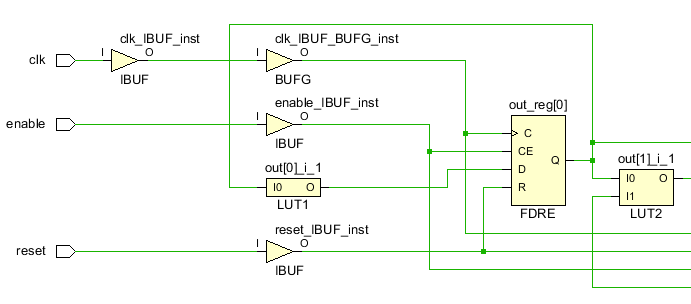 clk_IBUF_inst
clk_IBUF_BUFG_inst
clk
I
O
I
O
IBUF
BUFG
enable_IBUF_inst
out_reg[0]
enable
I
O
C
IBUF
CE
Q
out[0]_i_1
D
out[1]_i_1
I0
O
R
I0
O
LUT1
I1
FDRE
LUT2
reset_IBUF_inst
reset
I
O
IBUF